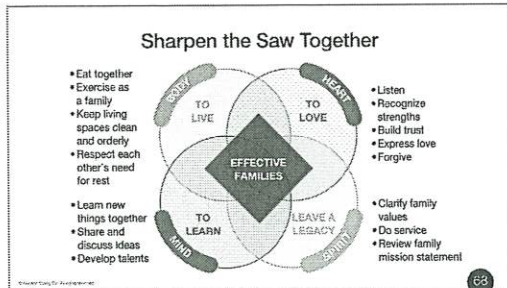 Sharpen the Saw Together
• Eat together
• Exercise as
a family
• Keep living
spaces clean
and orderly
• Respect each
other's need
for rest
BODY
TO
LIVE
HEART
TO
LOVE
• Listen
• Recognize
strengths
• Build trust
• Express love
• Forgive
EFFECTIVE
FAMILIES
• Learn new
things together
• Share and
discuss ideas
• Develop talents
MIND
TO
LEARN
LEAVE A
LEGACY
SPIRIT
• Clarify family
values
• Do service
• Review family
mission statement
68